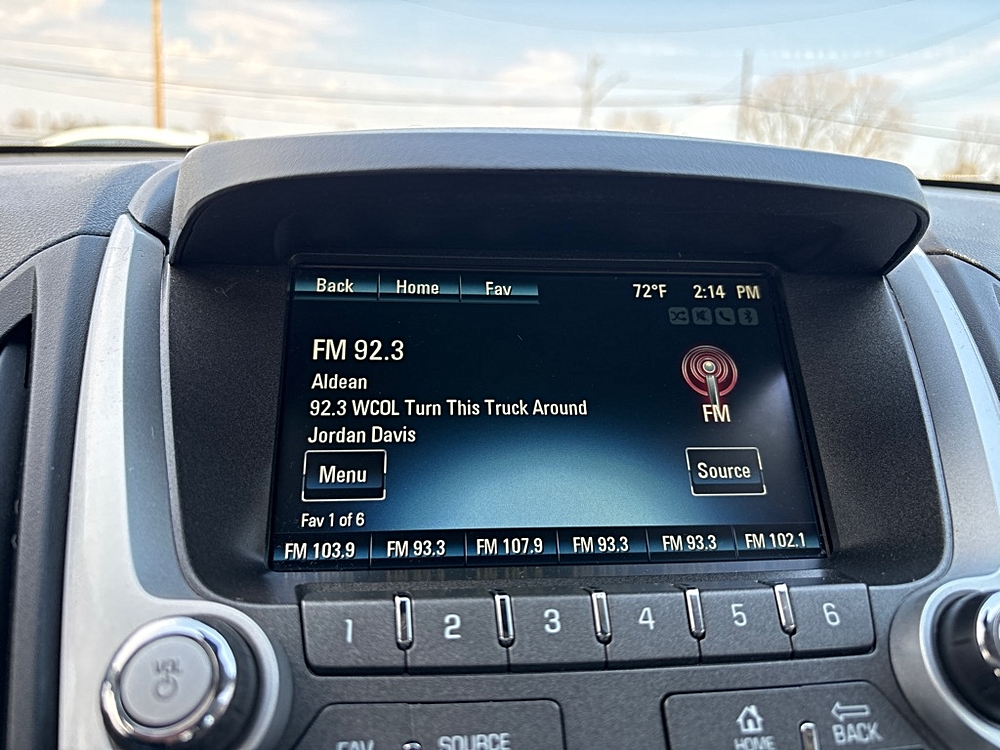 Back Home Fav 72°F 2:14 PM
FM 92.3
Aldean
92.3 WCOL Turn This Truck Around
Jordan Davis
FM
Menu Source
Fav 1 of 6
FM 103.9 FM 93.3 FM 107.9 FM 93.3 FM 93.3 FM 102.1
1 2 3 4 5 6
VOL
FAV SOURCE HOME BACK